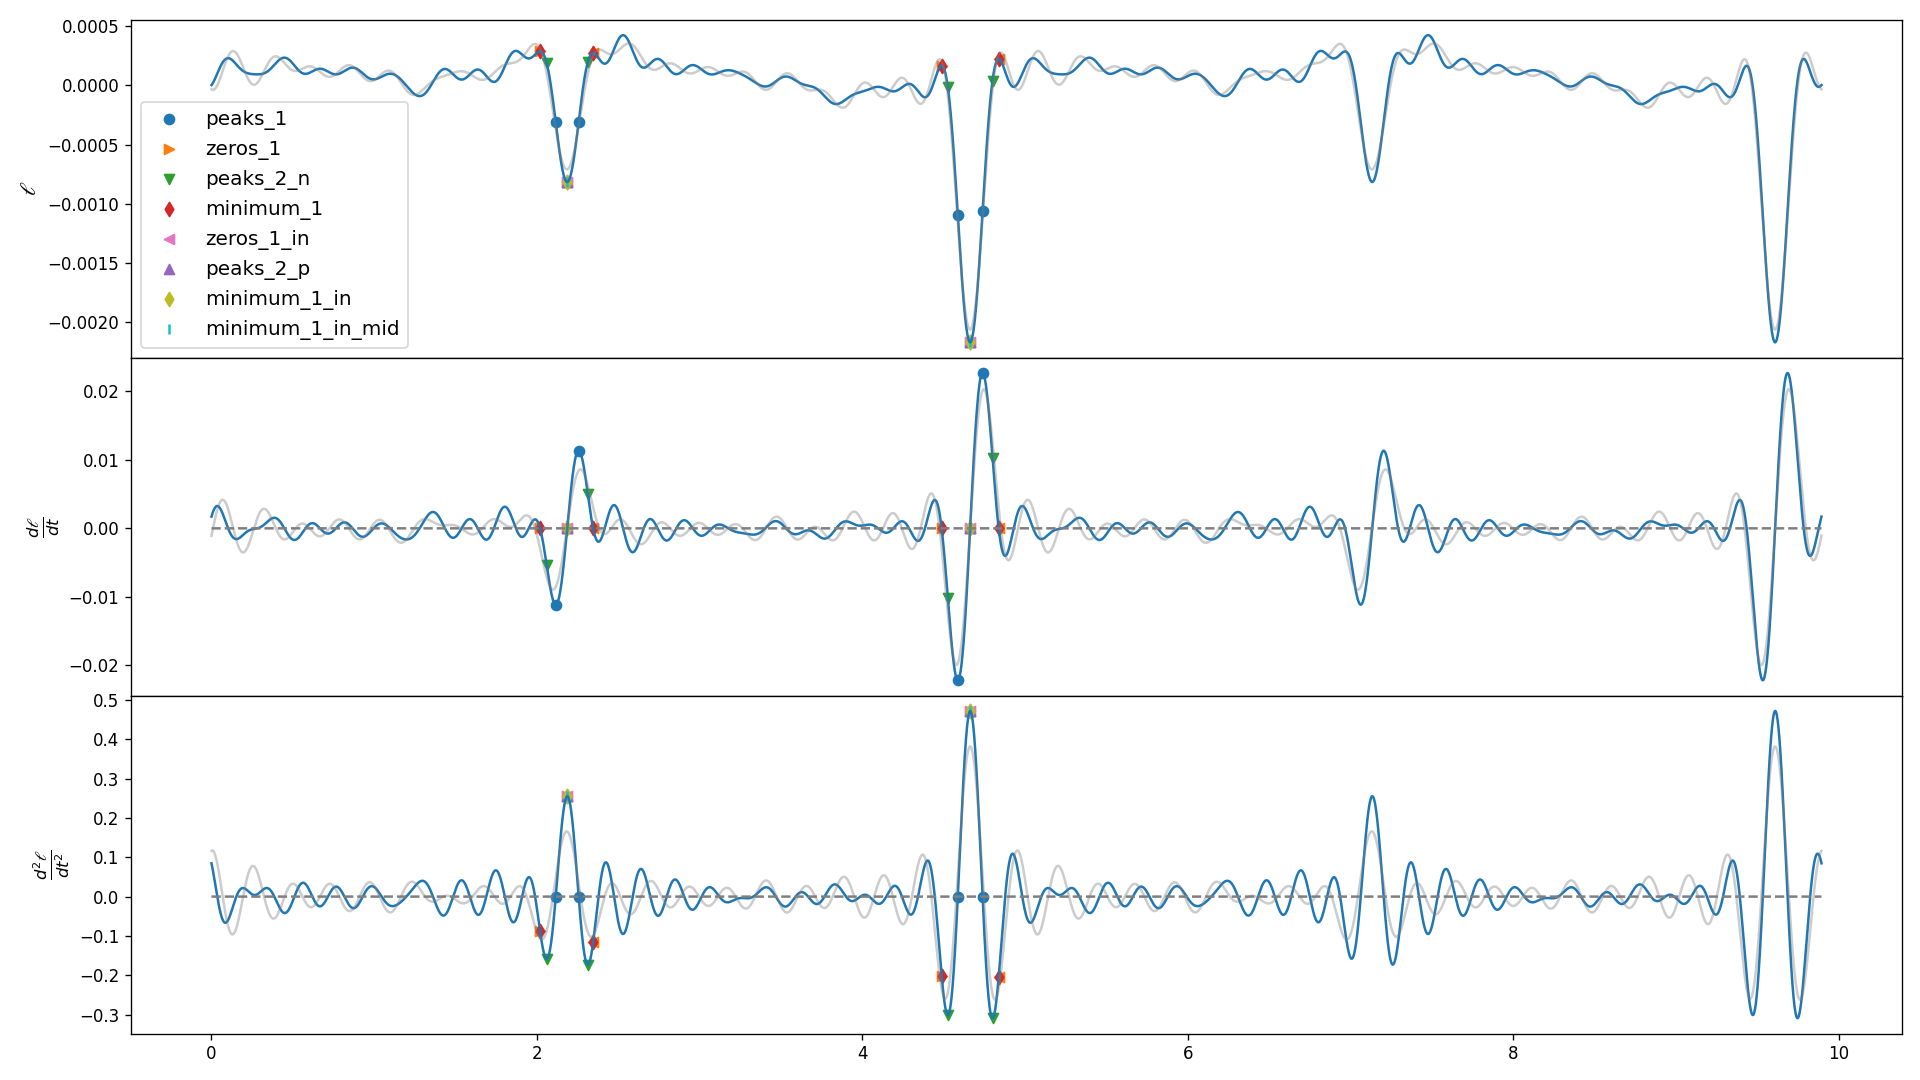 0.0005
0.0000
−0.0005
−0.0010
−0.0015
−0.0020
ℓ
peaks_1
zeros_1
peaks_2_n
minimum_1
zeros_1_in
peaks_2_p
minimum_1_in
minimum_1_in_mid
0.02
0.01
0.00
−0.01
−0.02
dℓ
dt
0.5
0.4
0.3
0.2
0.1
0.0
−0.1
−0.2
−0.3
d²ℓ
dt²
0 2 4 6 8 10